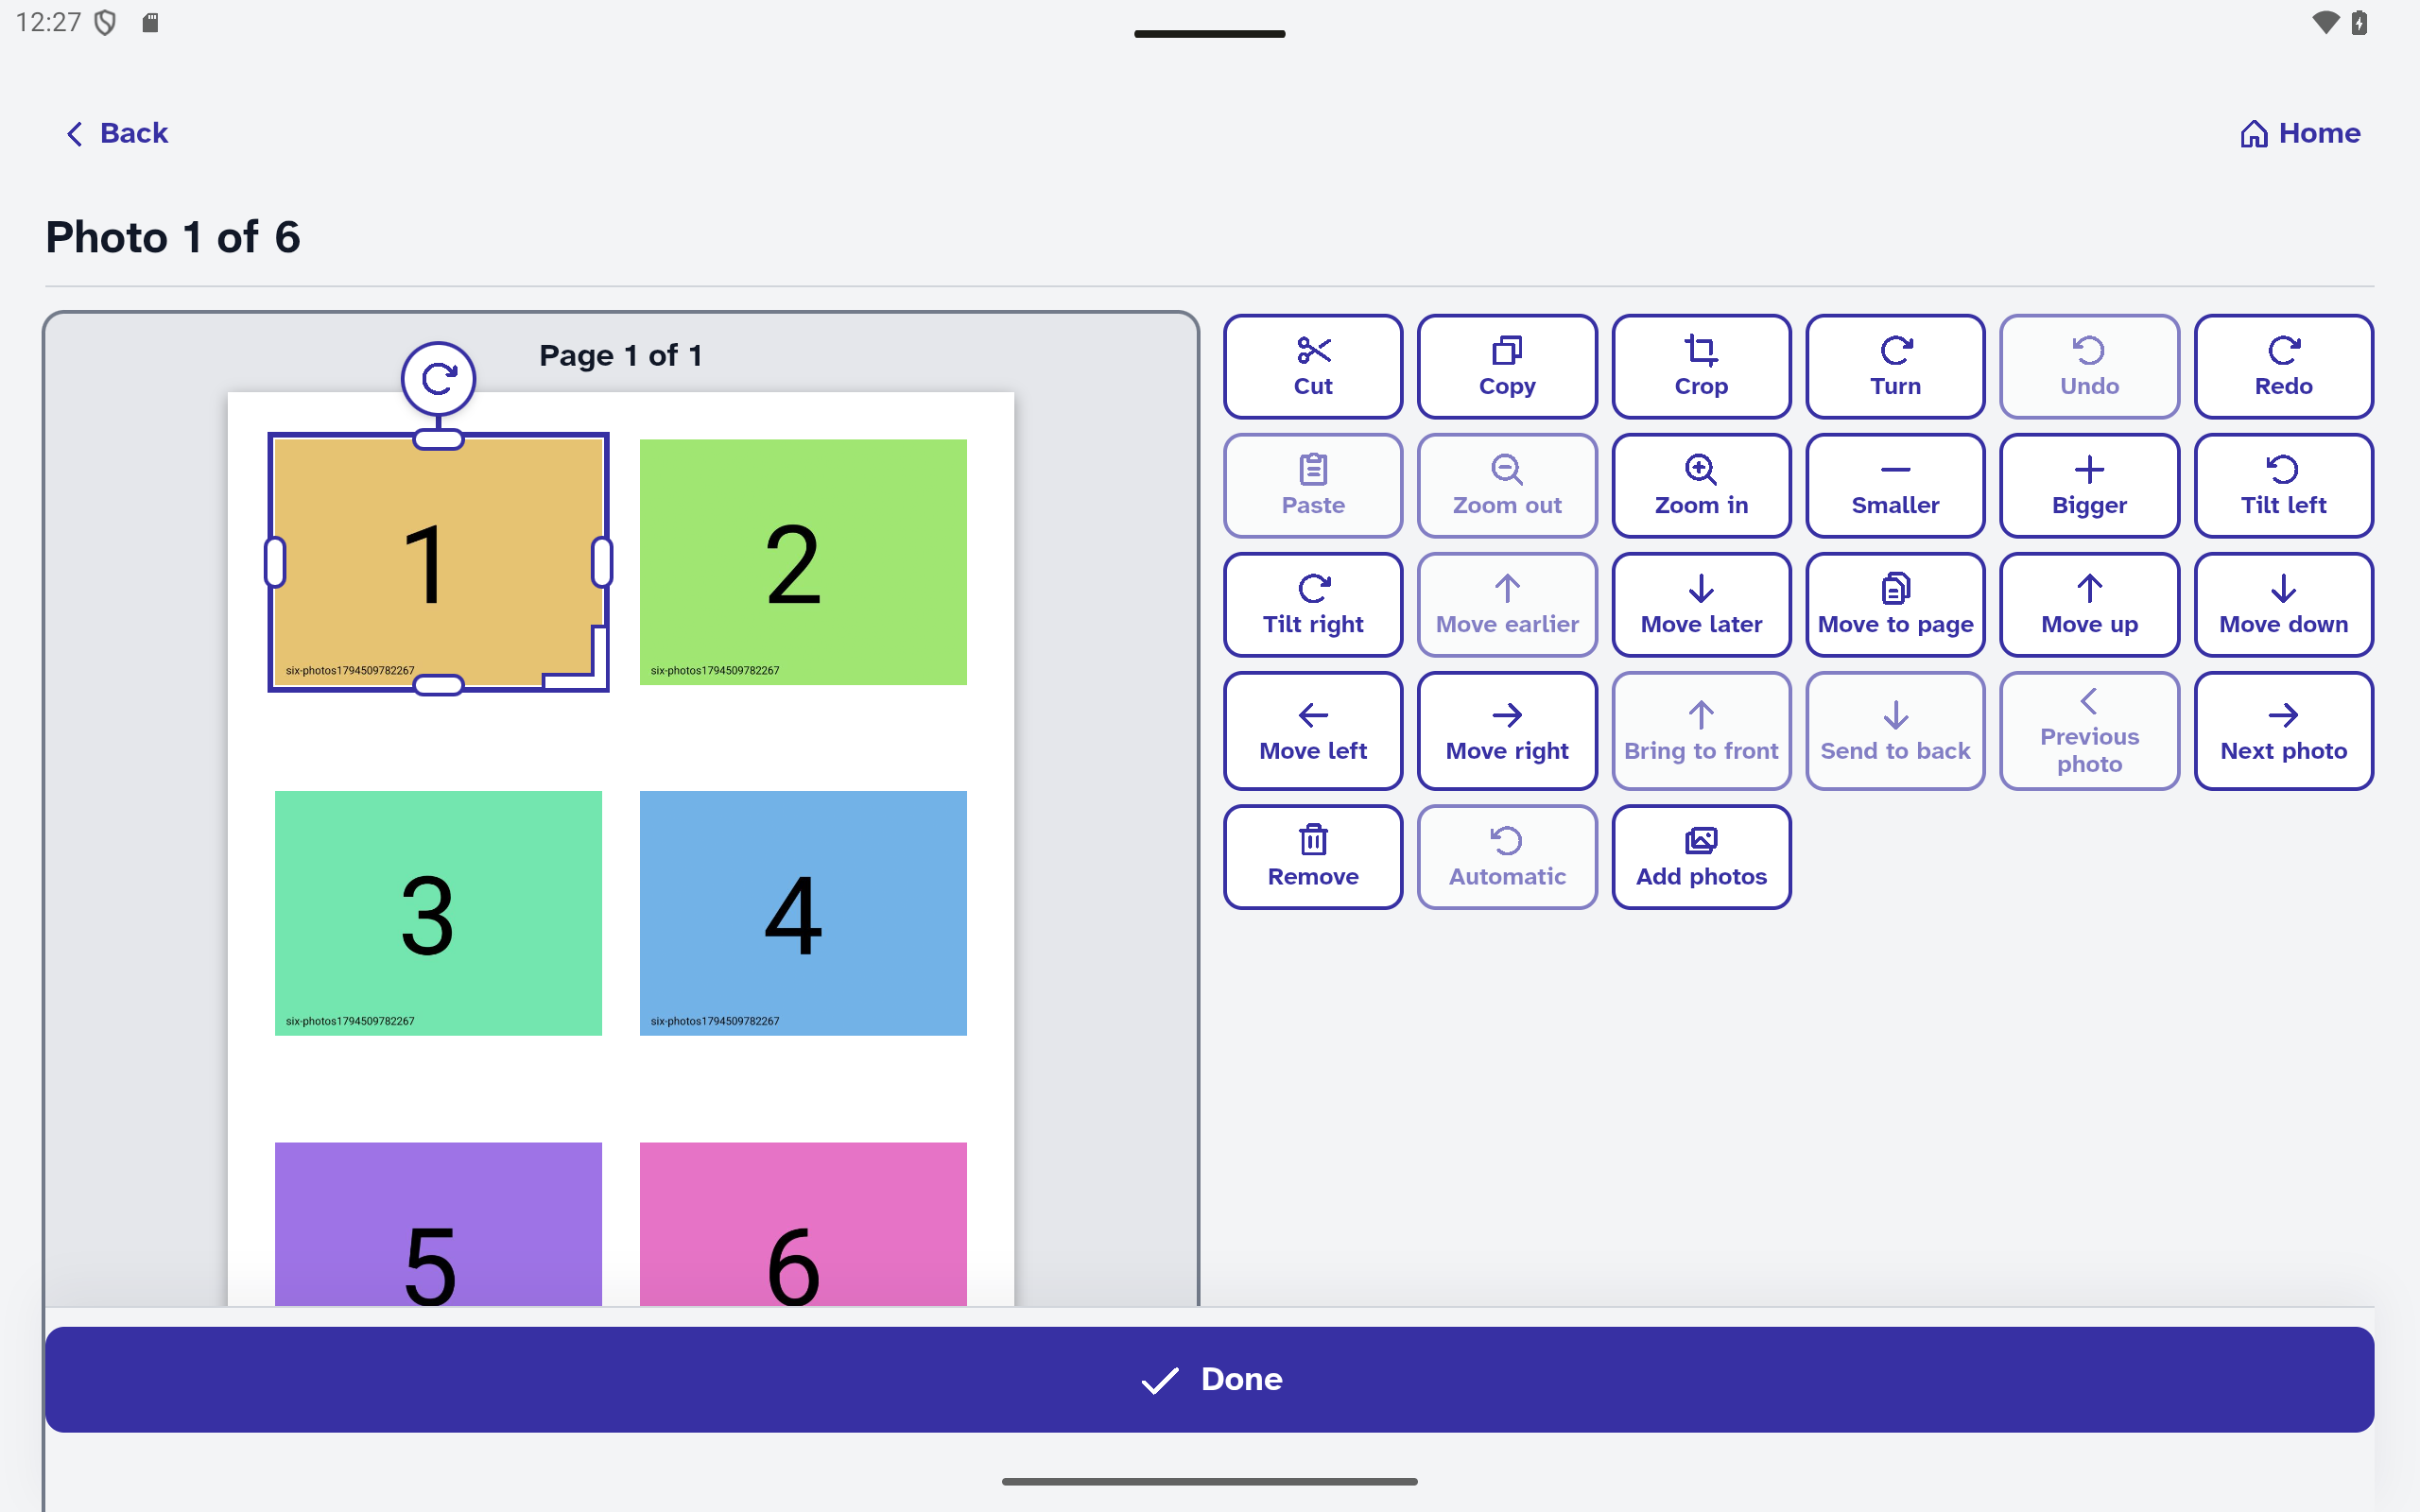 12:27
Back
Home
Photo 1 of 6
Page 1 of 1
1
six-photos1794509782267
2
six-photos1794509782267
3
six-photos1794509782267
4
six-photos1794509782267
5
6
Cut
Copy
Crop
Turn
Undo
Redo
Paste
Zoom out
Zoom in
Smaller
Bigger
Tilt left
Tilt right
Move earlier
Move later
Move to page
Move up
Move down
Move left
Move right
Bring to front
Send to back
Previous
photo
Next photo
Remove
Automatic
Add photos
Done